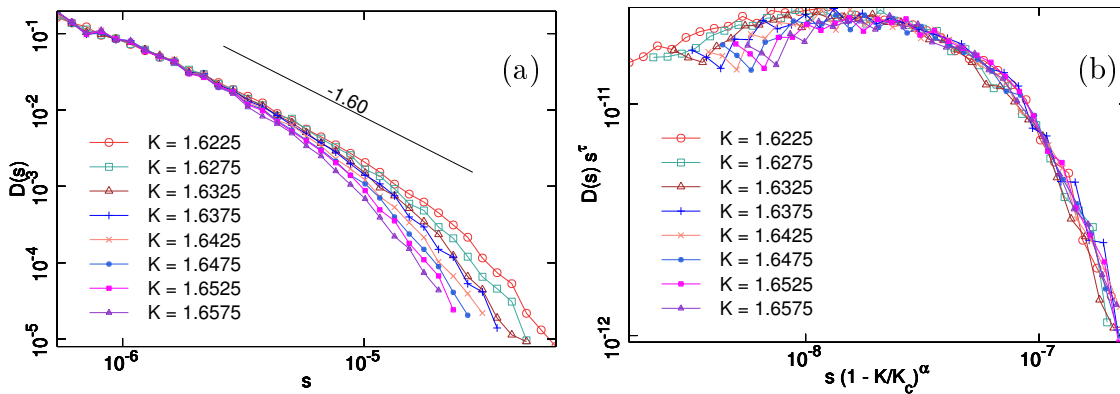 (a)
-1.60
D(s)
10^-1
10^-2
10^-3
10^-4
10^-5
K = 1.6225
K = 1.6275
K = 1.6325
K = 1.6375
K = 1.6425
K = 1.6475
K = 1.6525
K = 1.6575
10^-6
10^-5
s
(b)
D(s) s^τ
10^-11
10^-12
K = 1.6225
K = 1.6275
K = 1.6325
K = 1.6375
K = 1.6425
K = 1.6475
K = 1.6525
K = 1.6575
10^-8
10^-7
s (1 - K/K_c)^α